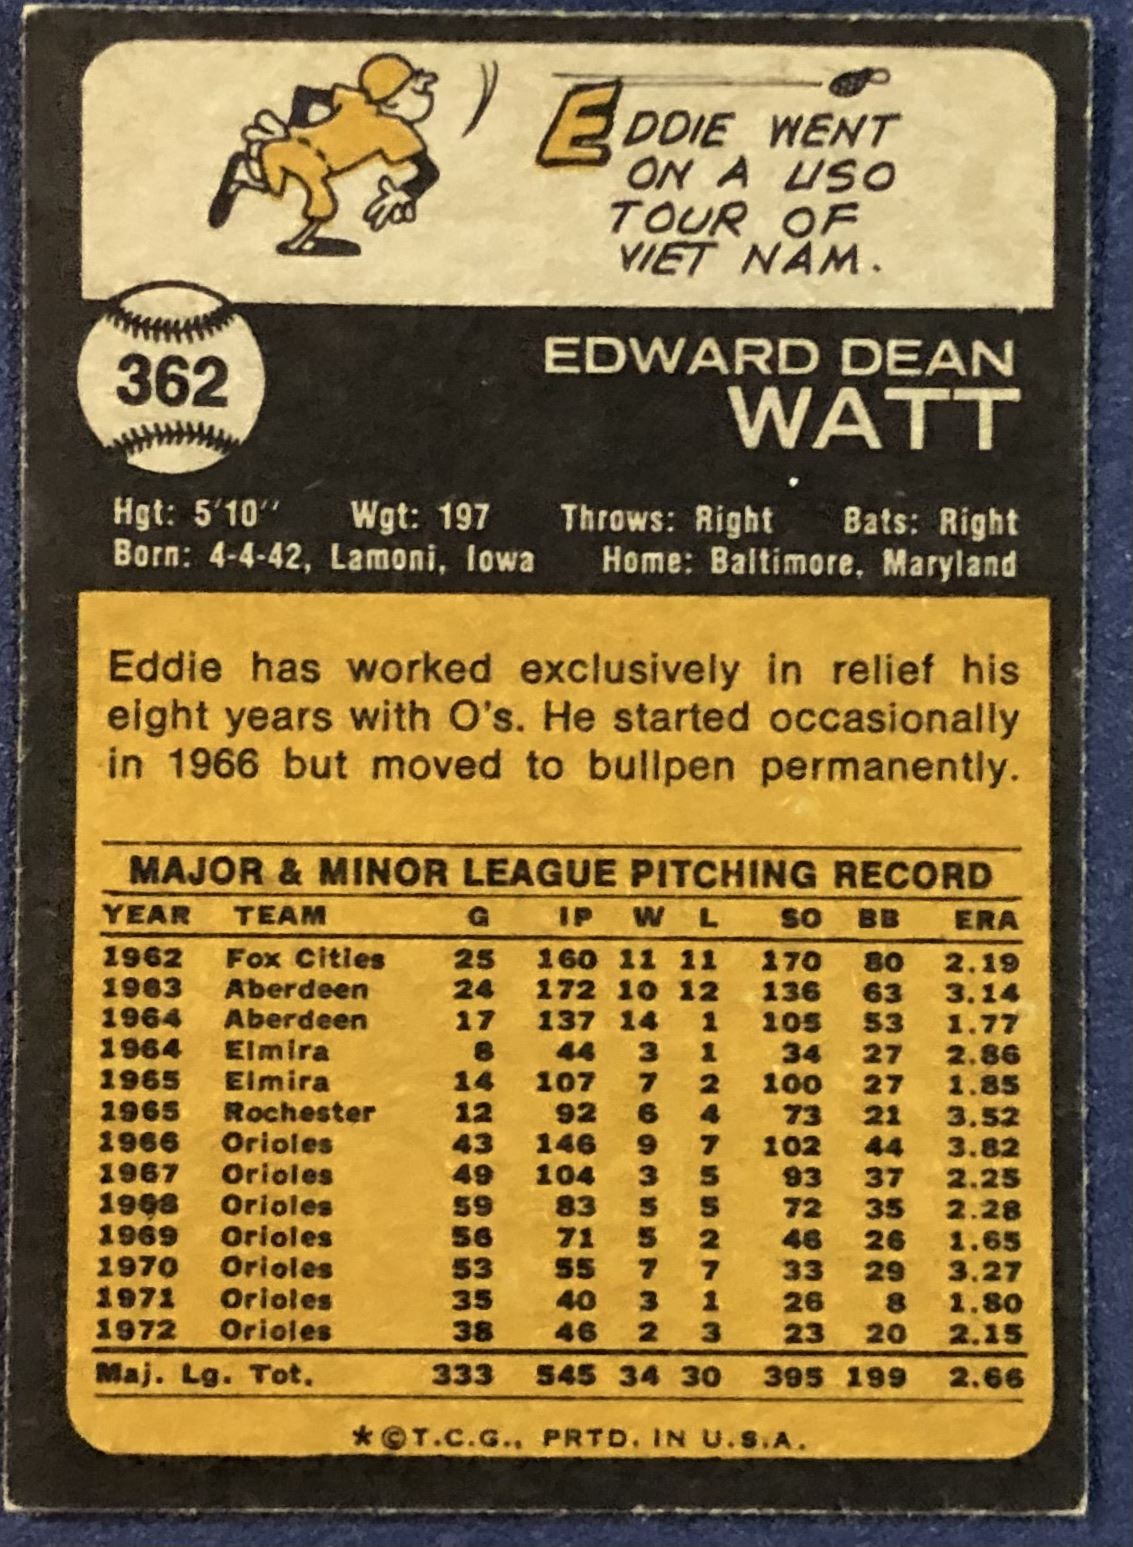 EDDIE WENT
ON A USO
TOUR OF
VIET NAM.
362
EDWARD DEAN
WATT
Hgt: 5'10" Wgt: 197 Throws: Right Bats: Right
Born: 4-4-42, Lamoni, Iowa Home: Baltimore, Maryland
Eddie has worked exclusively in relief his
eight years with O's. He started occasionally
in 1966 but moved to bullpen permanently.
MAJOR & MINOR LEAGUE PITCHING RECORD
YEAR TEAM G IP W L SO BB ERA
1962 Fox Cities 25 160 11 11 170 80 2.19
1963 Aberdeen 24 172 10 12 136 63 3.14
1964 Aberdeen 17 137 14 1 105 53 1.77
1964 Elmira 8 44 3 1 34 27 2.86
1965 Elmira 14 107 7 2 100 27 1.85
1965 Rochester 12 92 6 4 73 21 3.52
1966 Orioles 43 146 9 7 102 44 3.82
1967 Orioles 49 104 3 5 93 37 2.25
1968 Orioles 59 83 5 5 72 35 2.28
1969 Orioles 56 71 5 2 46 26 1.65
1970 Orioles 53 55 7 7 33 29 3.27
1971 Orioles 35 40 3 1 26 8 1.80
1972 Orioles 38 46 2 3 23 20 2.15
Maj. Lg. Tot. 333 545 34 30 395 199 2.66
*©T.C.G., PRTD. IN U.S.A.